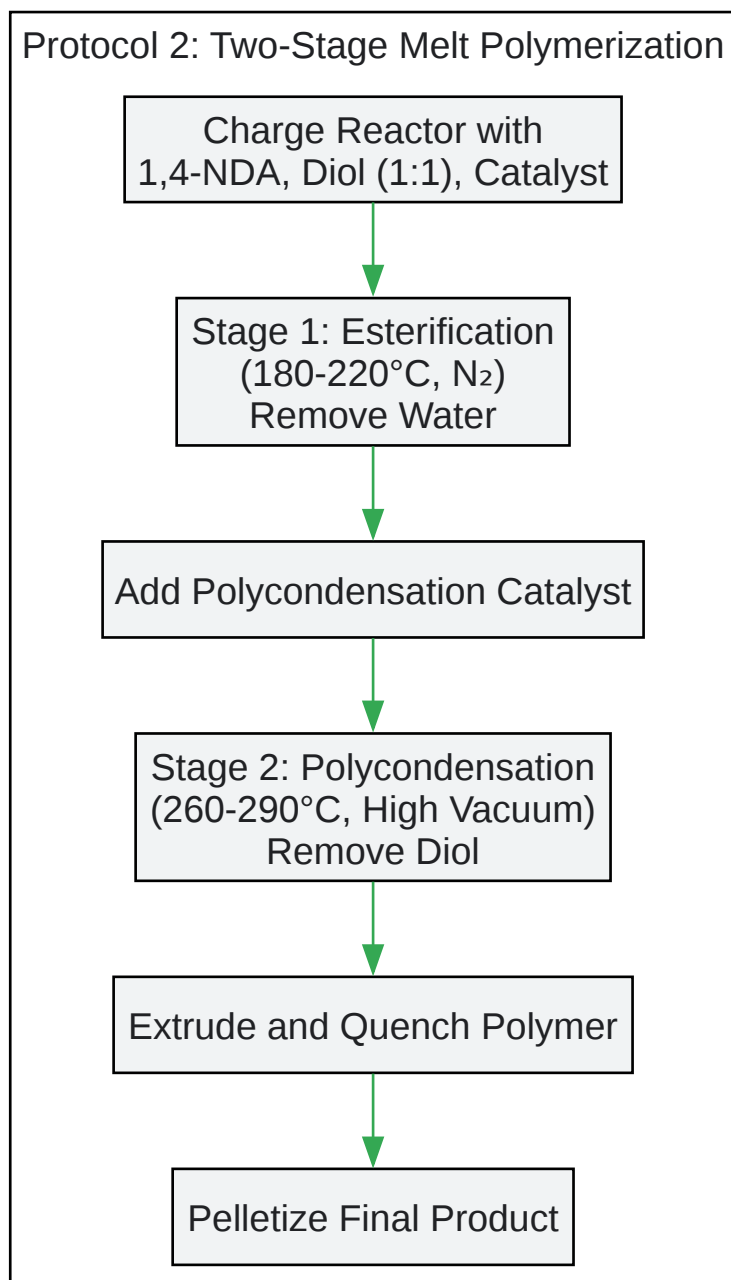 Protocol 2: Two-Stage Melt Polymerization
Charge Reactor with
1,4-NDA, Diol (1:1), Catalyst
Stage 1: Esterification
(180-220°C, N₂)
Remove Water
Add Polycondensation Catalyst
Stage 2: Polycondensation
(260-290°C, High Vacuum)
Remove Diol
Extrude and Quench Polymer
Pelletize Final Product